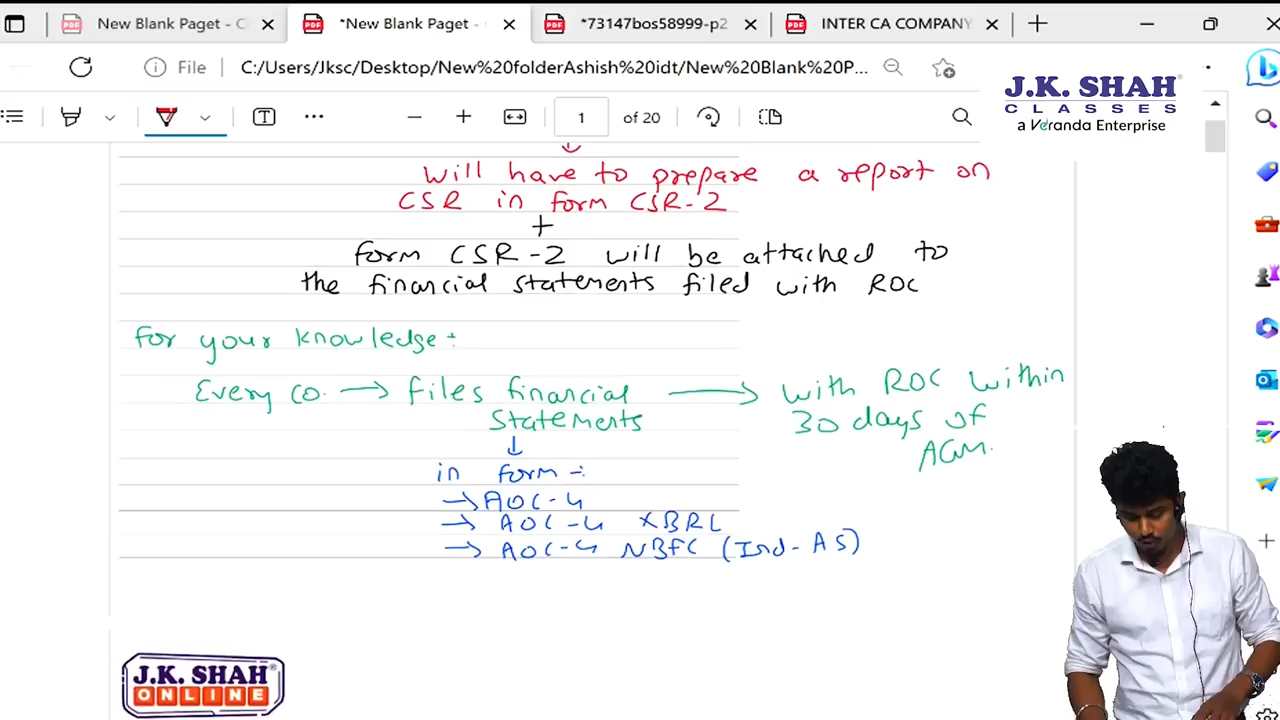 New Blank Paget - C
*New Blank Paget -
*73147bos58999-p2
INTER CA COMPANY
File
C:/Users/Jksc/Desktop/New%20folderAshish%20idt/New%20Blank%20P...
1 of 20
J.K. SHAH
CLASSES
a Veranda Enterprise
will have to prepare a report on
CSR in form CSR-2
+
form CSR-2 will be attached to
the financial statements filed with ROC
For your knowledge:-
Every co. → files financial → with ROC within
statements 30 days of
AGM.
in form :-
→ AOC-4
→ AOC-4 XBRL
→ AOC-4 NBFC (Ind-AS)
J.K. SHAH
ONLINE